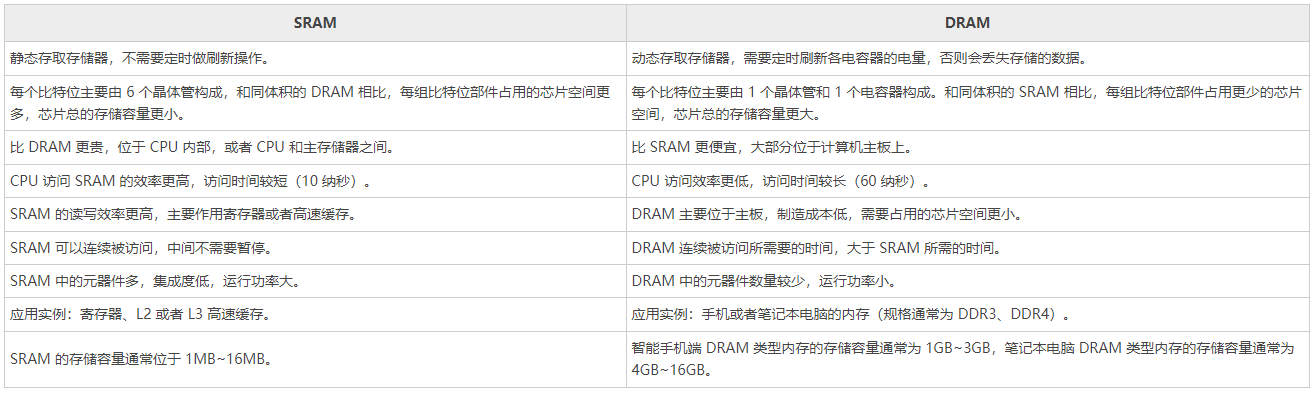 SRAM
DRAM
静态存取存储器，不需要定时做刷新操作。
动态存取存储器，需要定时刷新各电容器的电量，否则会丢失存储的数据。
每个比特位主要由 6 个晶体管构成，和同体积的 DRAM 相比，每组比特位部件占用的芯片空间更
多，芯片总的存储容量更小。
每个比特位主要由 1 个晶体管和 1 个电容器构成。和同体积的 SRAM 相比，每组比特位部件占用更少的芯片
空间，芯片总的存储容量更大。
比 DRAM 更贵，位于 CPU 内部，或者 CPU 和主存储器之间。
比 SRAM 更便宜，大部分位于计算机主板上。
CPU 访问 SRAM 的效率更高，访问时间较短（10 纳秒）。
CPU 访问效率更低，访问时间较长（60 纳秒）。
SRAM 的读写效率更高，主要作用寄存器或者高速缓存。
DRAM 主要位于主板，制造成本低，需要占用的芯片空间更小。
SRAM 可以连续被访问，中间不需要暂停。
DRAM 连续被访问所需要的时间，大于 SRAM 所需的时间。
SRAM 中的元器件多，集成度低，运行功率大。
DRAM 中的元器件数量较少，运行功率小。
应用实例：寄存器、L2 或者 L3 高速缓存。
应用实例：手机或者笔记本电脑的内存（规格通常为 DDR3、DDR4）。
SRAM 的存储容量通常位于 1MB~16MB。
智能手机端 DRAM 类型内存的存储容量通常为 1GB~3GB，笔记本电脑 DRAM 类型内存的存储容量通常为
4GB~16GB。